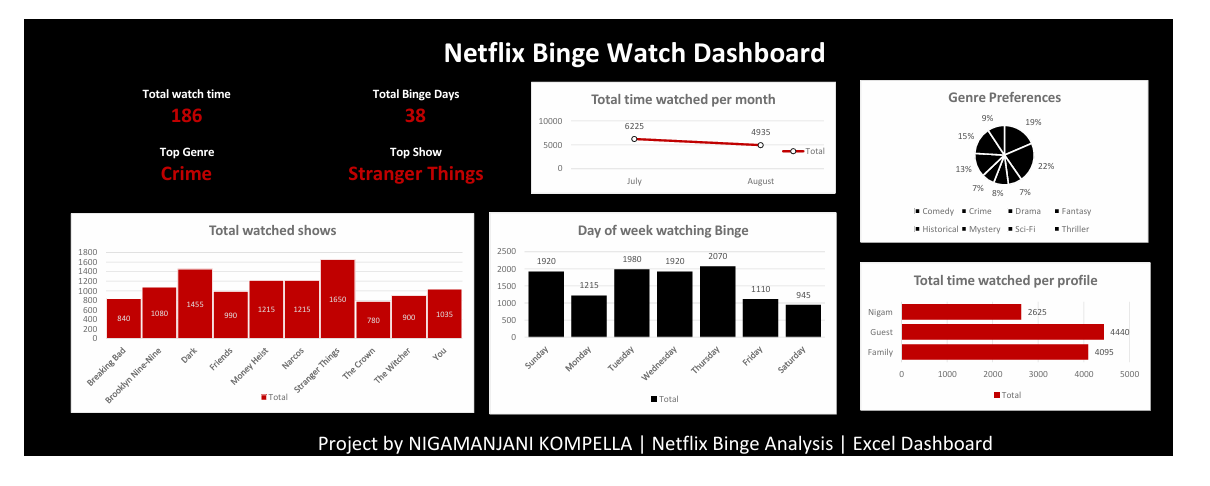 Netflix Binge Watch Dashboard
Total watch time
186
Total Binge Days
38
Top Genre
Crime
Top Show
Stranger Things
Total time watched per month
10000
5000
0
6225
4935
Total
July
August
Genre Preferences
19%
22%
7%
8%
7%
13%
15%
9%
Comedy Crime Drama Fantasy
Historical Mystery Sci-Fi Thriller
Total watched shows
1800
1600
1400
1200
1000
800
600
400
200
0
840
1080
1455
990
1215
1215
1650
780
900
1035
Breaking Bad
Brooklyn Nine-Nine
Dark
Friends
Money Heist
Narcos
Stranger Things
The Crown
The Witcher
You
Total
Day of week watching Binge
2500
2000
1500
1000
500
0
1920
1215
1980
1920
2070
1110
945
Sunday
Monday
Tuesday
Wednesday
Thursday
Friday
Saturday
Total
Total time watched per profile
Nigam 2625
Guest 4440
Family 4095
0 1000 2000 3000 4000 5000
Total
Project by NIGAMANJANI KOMPELLA | Netflix Binge Analysis | Excel Dashboard